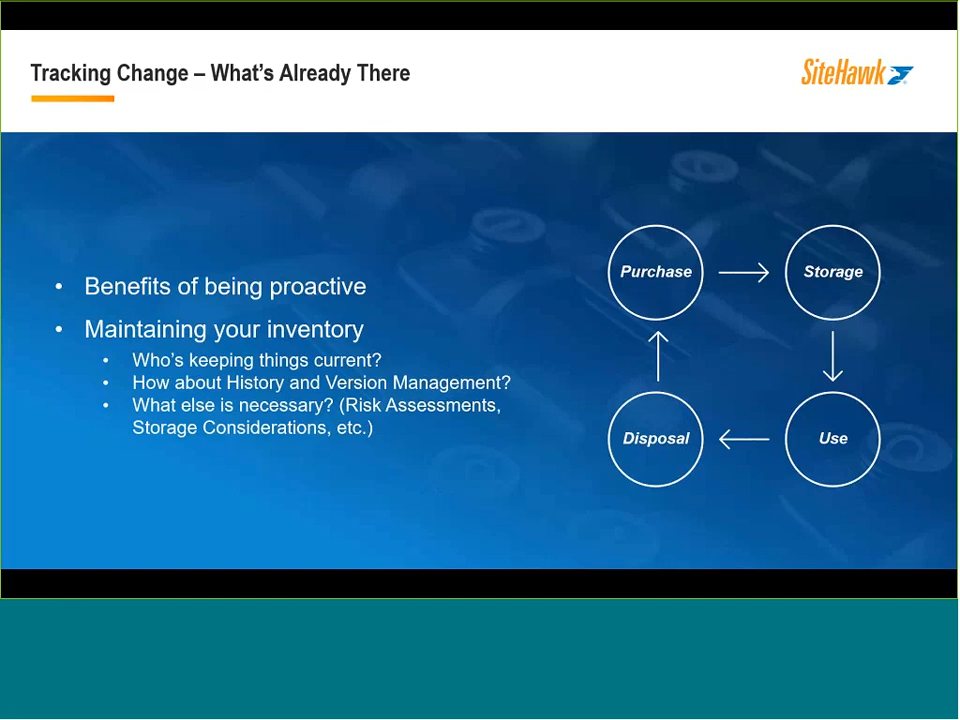 Tracking Change – What's Already There
SiteHawk
• Benefits of being proactive
• Maintaining your inventory
• Who's keeping things current?
• How about History and Version Management?
• What else is necessary? (Risk Assessments,
Storage Considerations, etc.)
Purchase
Storage
Disposal
Use